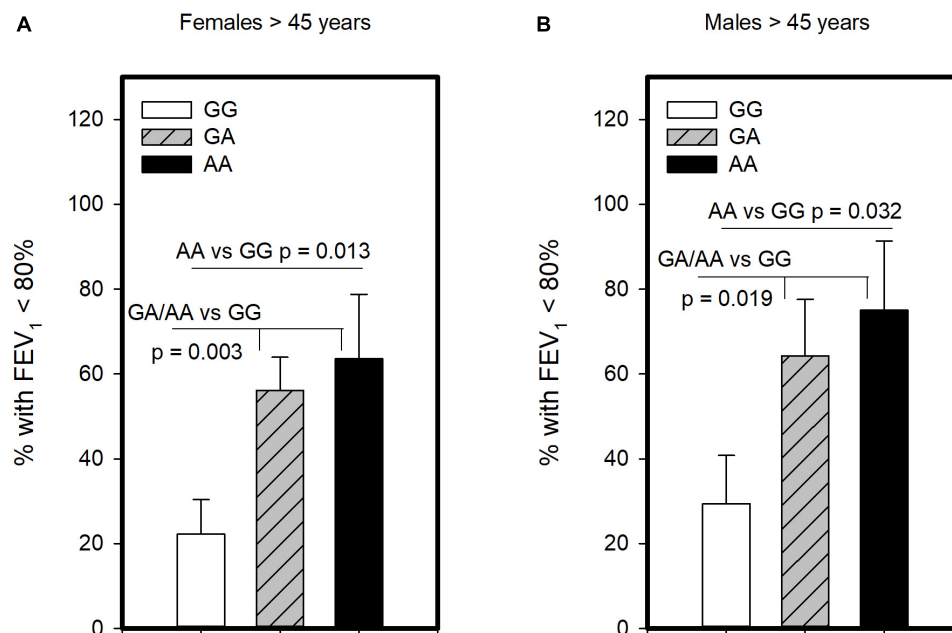 A
Females > 45 years
% with FEV1 < 80%
120
100
80
60
40
20
0
GG
GA
AA
AA vs GG p = 0.013
GA/AA vs GG
p = 0.003
B
Males > 45 years
% with FEV1 < 80%
120
100
80
60
40
20
0
GG
GA
AA
AA vs GG p = 0.032
GA/AA vs GG
p = 0.019